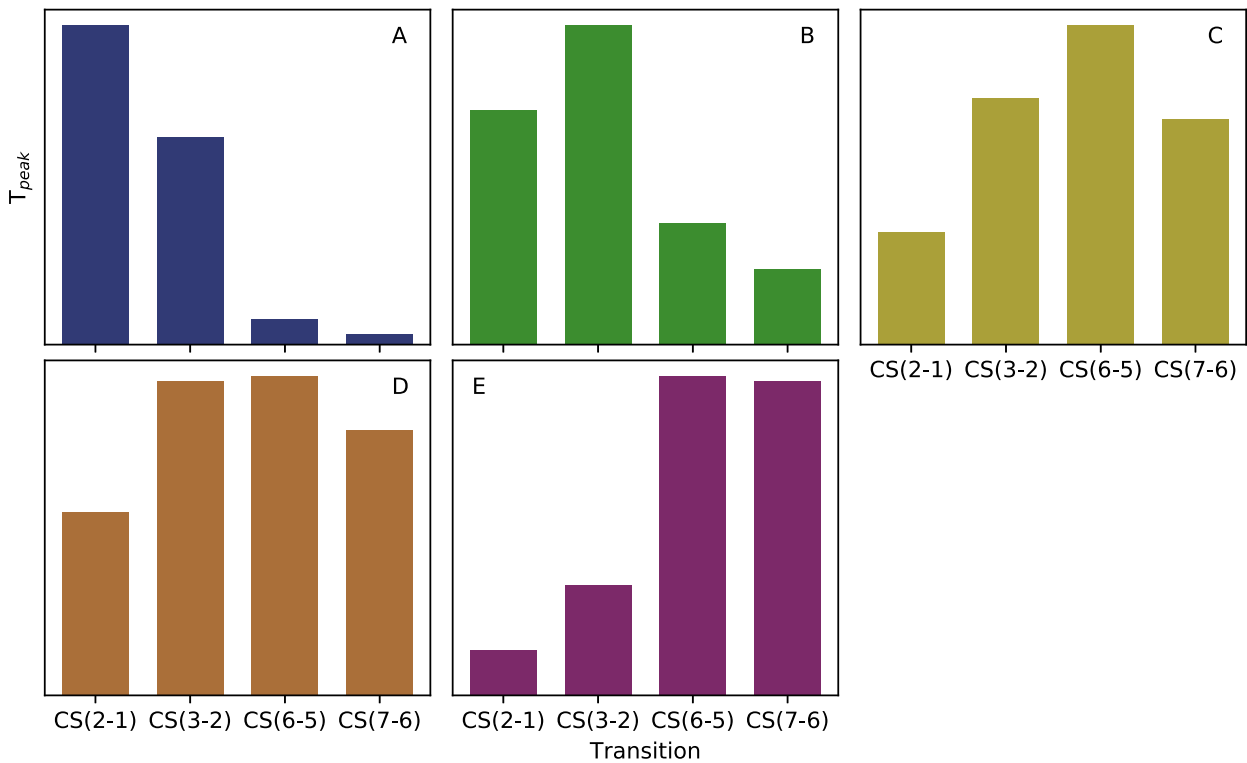 A
B
C
T_peak
CS(2-1) CS(3-2) CS(6-5) CS(7-6)
D
E
CS(2-1) CS(3-2) CS(6-5) CS(7-6)
CS(2-1) CS(3-2) CS(6-5) CS(7-6)
Transition